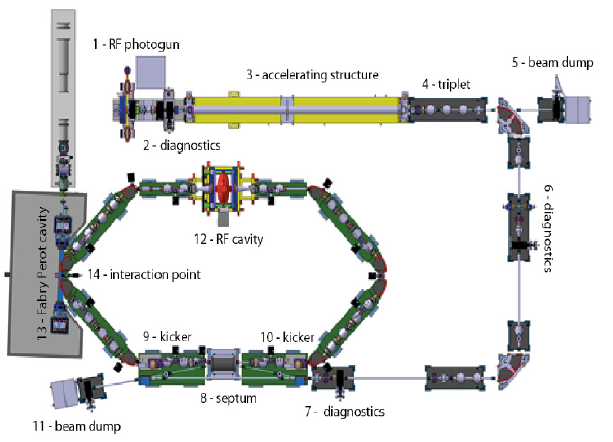 1 - RF photogun
3 - accelerating structure
4 - triplet
5 - beam dump
2 - diagnostics
6 - diagnostics
12 - RF cavity
13 - Fabry Perot cavity
14 - interaction point
9 - kicker
10 - kicker
8 - septum
7 - diagnostics
11 - beam dump